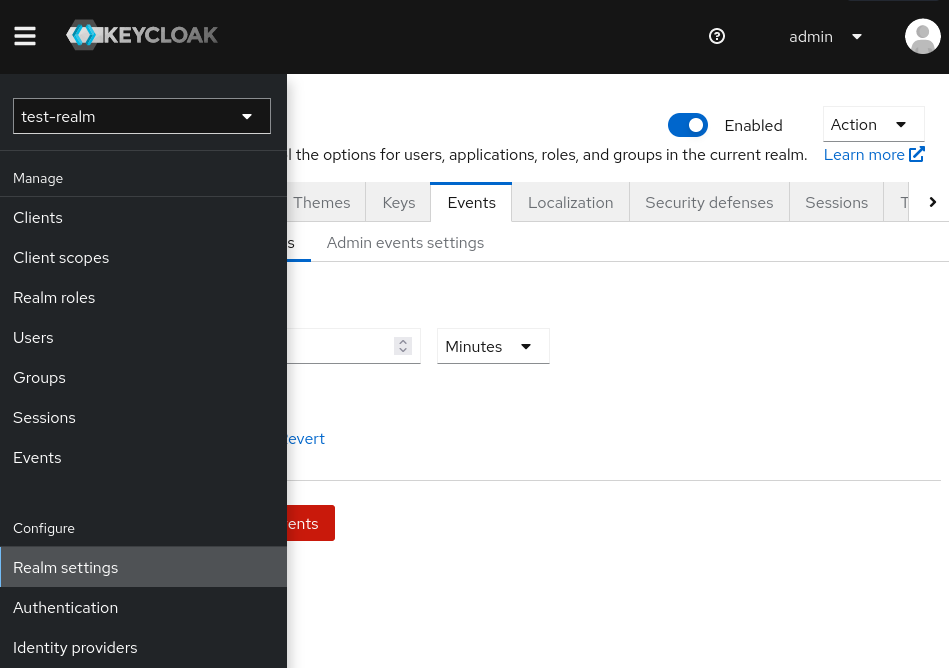 KEYCLOAK
admin
test-realm
Enabled
Action
the options for users, applications, roles, and groups in the current realm.
Learn more
Manage
Themes
Keys
Events
Localization
Security defenses
Sessions
Clients
Admin events settings
Client scopes
Realm roles
Users
Minutes
Groups
Sessions
Events
Configure
Realm settings
Authentication
Identity providers